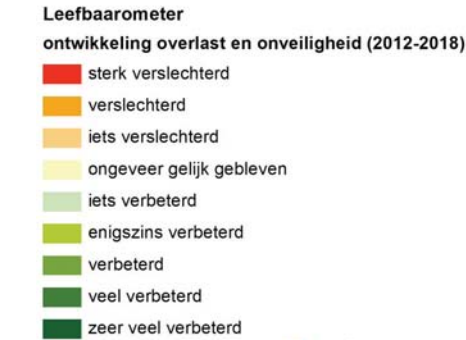 Leefbaarometer
ontwikkeling overlast en onveiligheid (2012-2018)
sterk verslechterd
verslechterd
iets verslechterd
ongeveer gelijk gebleven
iets verbeterd
enigszins verbeterd
verbeterd
veel verbeterd
zeer veel verbeterd